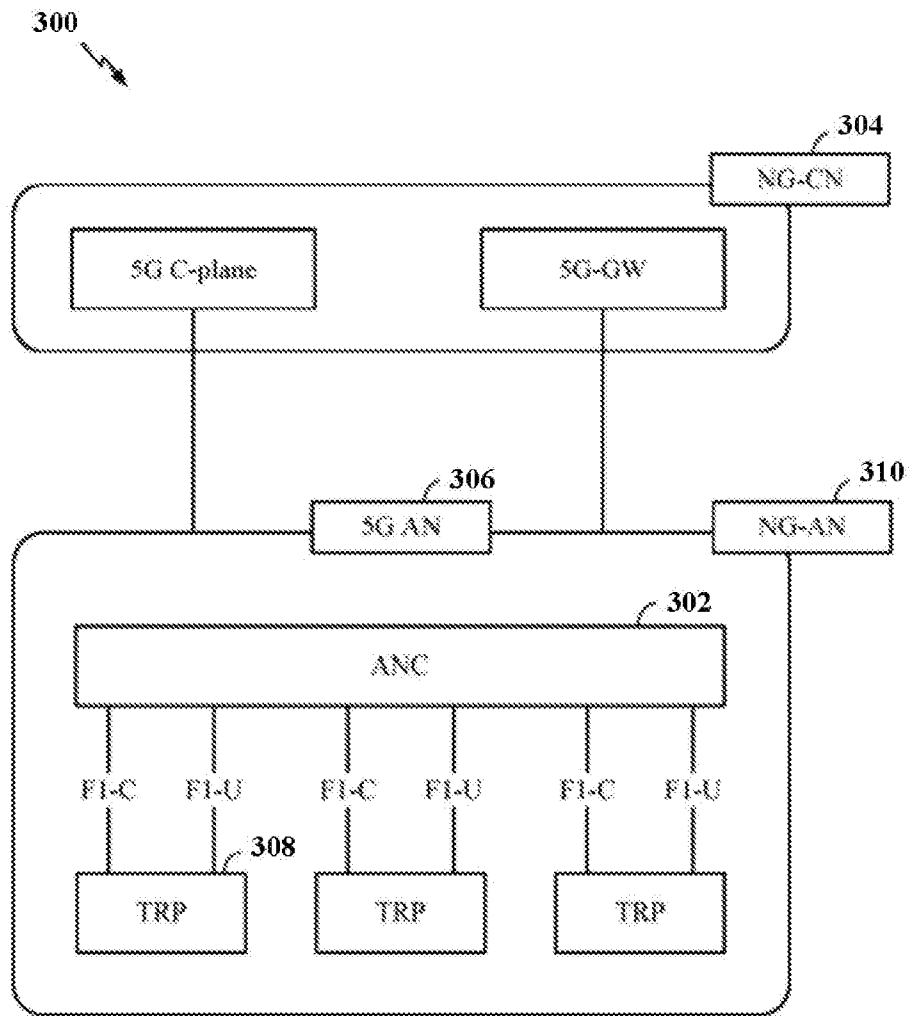 300
304
NG-CN
5G C-plane
5G-GW
306
310
5G AN
NG-AN
302
ANC
F1-C
F1-U
F1-C
F1-U
F1-C
F1-U
308
TRP
TRP
TRP